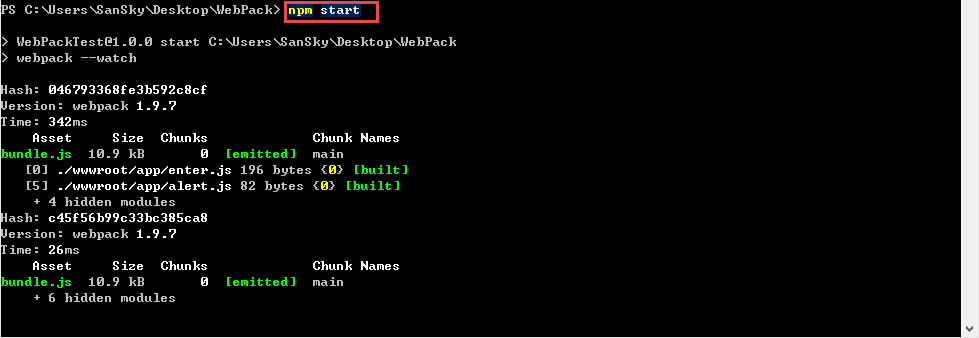 PS C:\Users\SanSky\Desktop\WebPack> npm start
> WebPackTest@1.0.0 start C:\Users\SanSky\Desktop\WebPack
> webpack --watch
Hash: 046793368fe3b592c8cf
Version: webpack 1.9.7
Time: 342ms
Asset Size Chunks Chunk Names
bundle.js 10.9 kB 0 [emitted] main
[0] ./wwwroot/app/enter.js 196 bytes {0} [built]
[5] ./wwwroot/app/alert.js 82 bytes {0} [built]
+ 4 hidden modules
Hash: c45f56b99c33bc385ca8
Version: webpack 1.9.7
Time: 26ms
Asset Size Chunks Chunk Names
bundle.js 10.9 kB 0 [emitted] main
+ 6 hidden modules